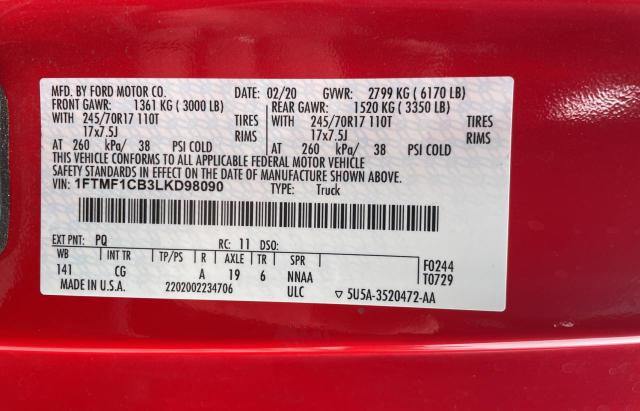 MFD. BY FORD MOTOR CO. 02/20 GVWR: 2799 KG ( 6170 LB)
FRONT GAWR: 1361 KG ( 3000 LB) REAR GAWR: 1520 KG ( 3350 LB)
WITH 245/70R17 110T TIRES WITH 245/70R17 110T TIRES
17x7.5J RIMS 17x7.5J RIMS
AT 260 kPa/ 38 PSI COLD AT 260 kPa/ 38 PSI COLD
THIS VEHICLE CONFORMS TO ALL APPLICABLE FEDERAL MOTOR VEHICLE
SAFETY STANDARDS IN EFFECT ON THE DATE OF MANUFACTURE SHOWN ABOVE.
VIN: 1FTMF1CB3LKD98090 TYPE: Truck
EXT PNT: PQ RC: 11 DSO:
WB INT TR TP/PS R AXLE TR SPR F0244
141 CG A 19 6 NNAA T0729
MADE IN U.S.A. 2202002234706 ULC ▽ 5U5A-3520472-AA